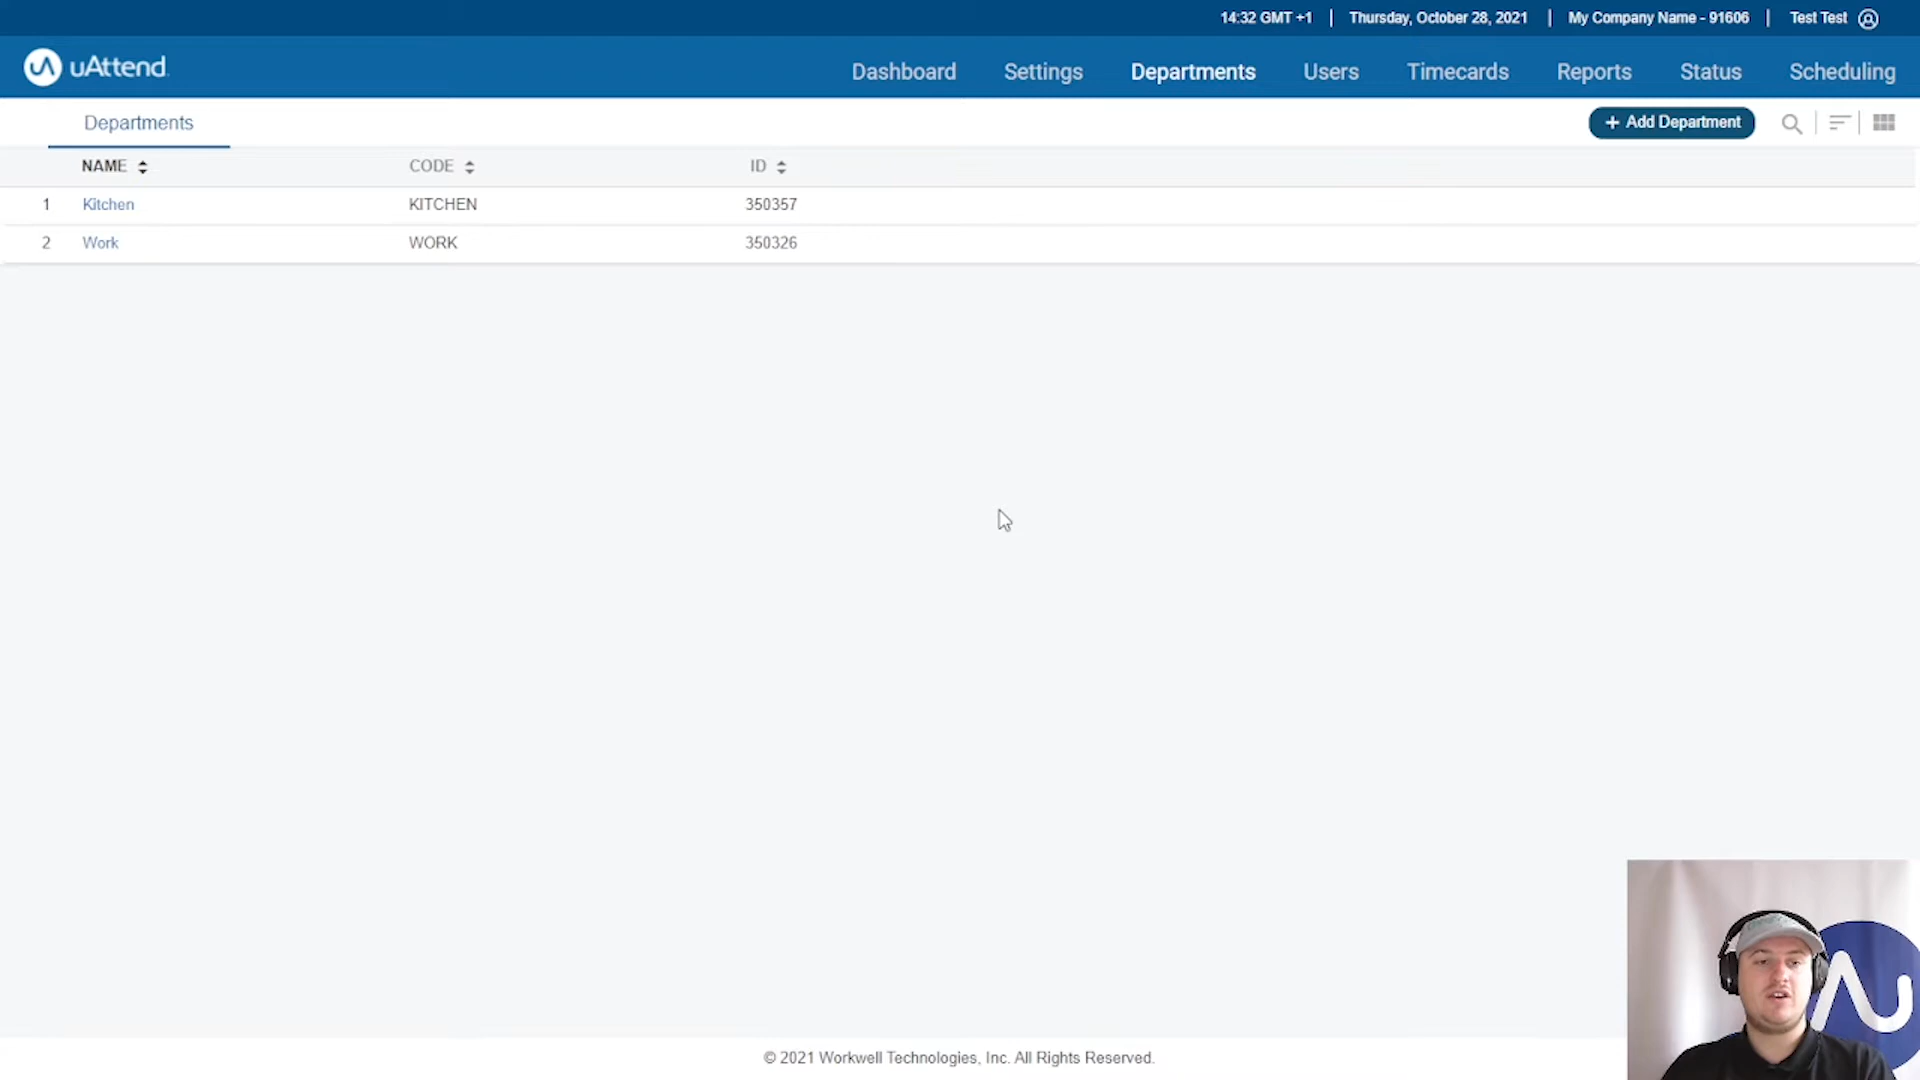 14:32 GMT +1 | Thursday, October 28, 2021 | My Company Name - 91606 | Test Test
uAttend
Dashboard Settings Departments Users Timecards Reports Status Scheduling
Departments
+ Add Department
NAME CODE ID
1 Kitchen KITCHEN 350357
2 Work WORK 350326
© 2021 Workwell Technologies, Inc. All Rights Reserved.